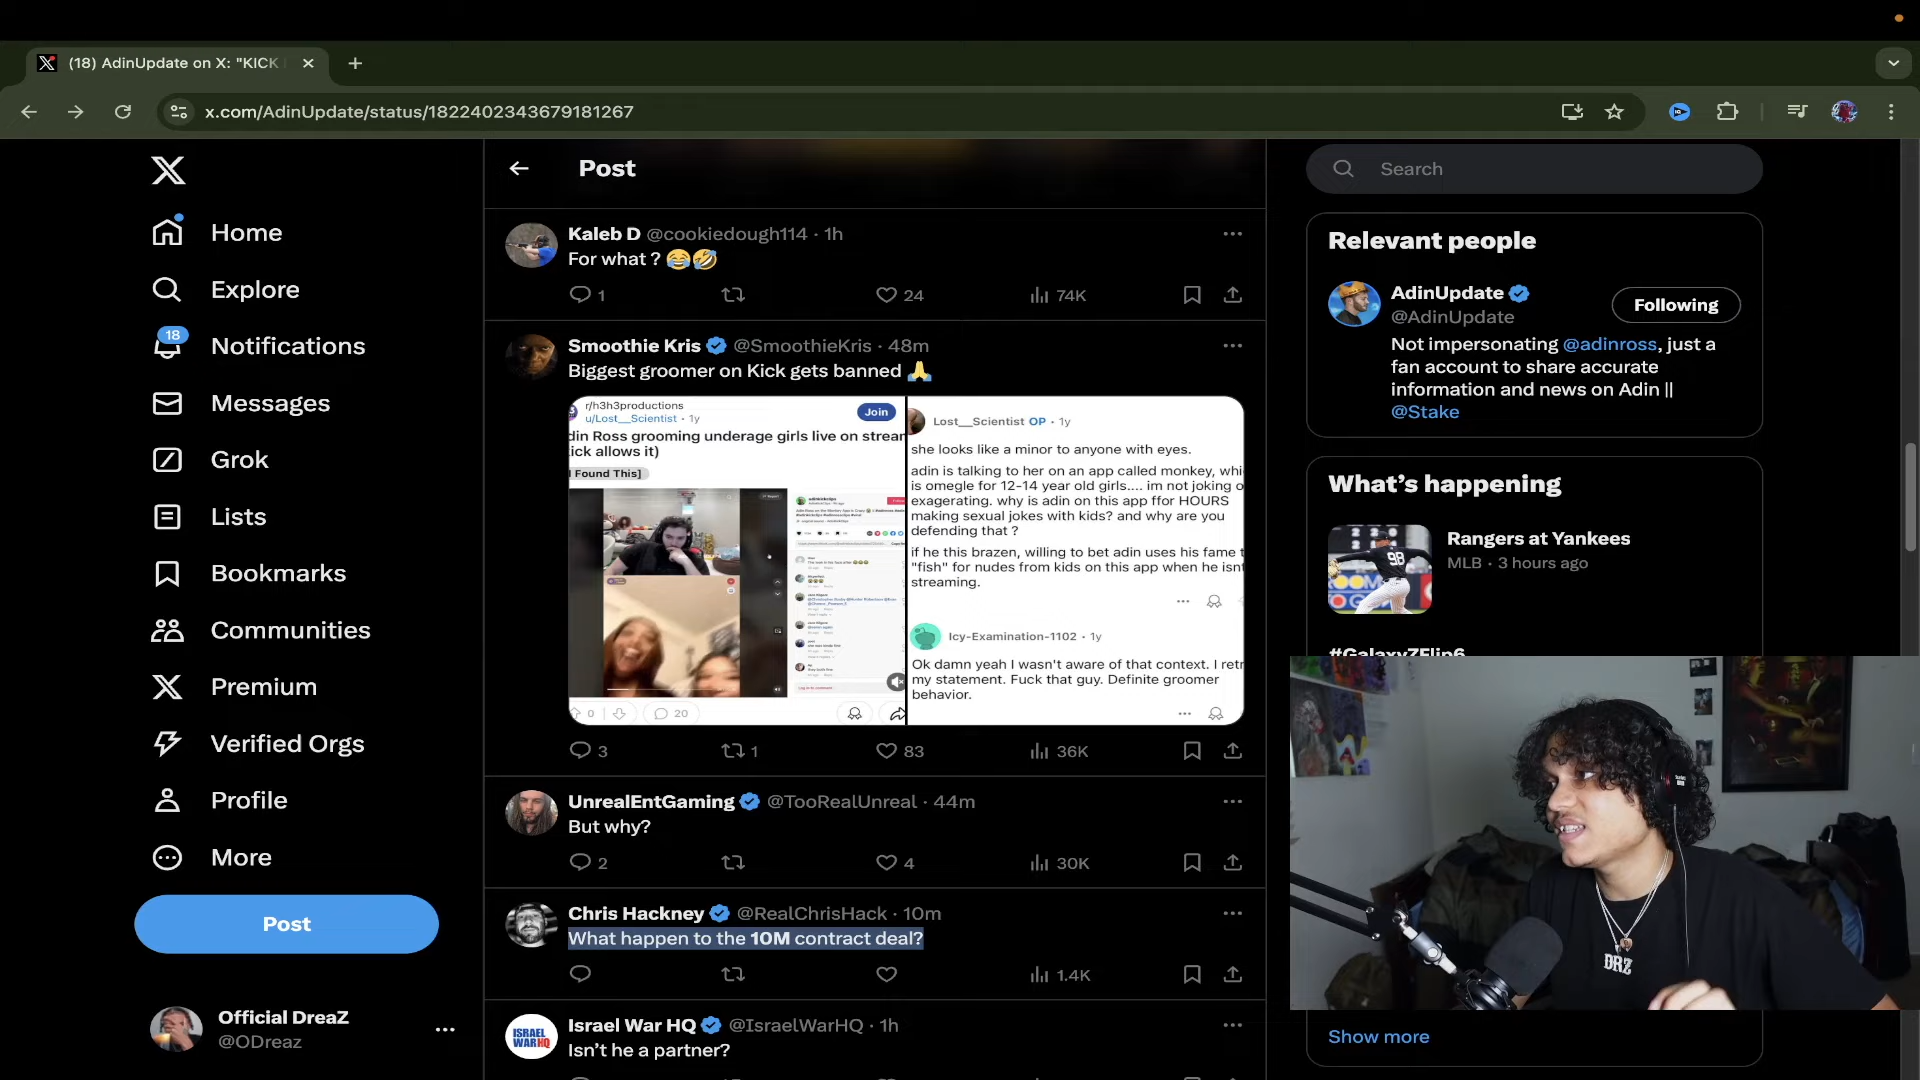 (18) AdinUpdate on X: "KICK
x.com/AdinUpdate/status/1822402343679181267
Home
Explore
18
Notifications
Messages
Grok
Lists
Bookmarks
Communities
Premium
Verified Orgs
Profile
More
Post
Official DreaZ
@ODreaz
Post
Kaleb D @cookiedough114 · 1h
For what ? 😂🤣
1 24 74K
Smoothie Kris @SmoothieKris · 48m
Biggest groomer on Kick gets banned 🙏
r/h3h3productions
u/Lost__Scientist · 1y
Join
din Ross grooming underage girls live on strear
ick allows it)
Found This]
0 20
Lost__Scientist OP · 1y
she looks like a minor to anyone with eyes.
adin is talking to her on an app called monkey, whi
is omegle for 12-14 year old girls.... im not joking o
exagerating. why is adin on this app ffor HOURS
making sexual jokes with kids? and why are you
defending that ?
if he this brazen, willing to bet adin uses his fame t
"fish" for nudes from kids on this app when he isnt
streaming.
Icy-Examination-1102 · 1y
Ok damn yeah I wasn't aware of that context. I retr
my statement. Fuck that guy. Definite groomer
behavior.
3 1 83 36K
UnrealEntGaming @TooRealUnreal · 44m
But why?
2 4 30K
Chris Hackney @RealChrisHack · 10m
What happen to the 10M contract deal?
1.4K
ISRAEL
WAR HQ
Israel War HQ @IsraelWarHQ · 1h
Isn't he a partner?
Search
Relevant people
AdinUpdate
@AdinUpdate
Following
Not impersonating @adinross, just a
fan account to share accurate
information and news on Adin ||
@Stake
What's happening
Rangers at Yankees
MLB · 3 hours ago
#GalaxyZFlip6
DRZ
Show more